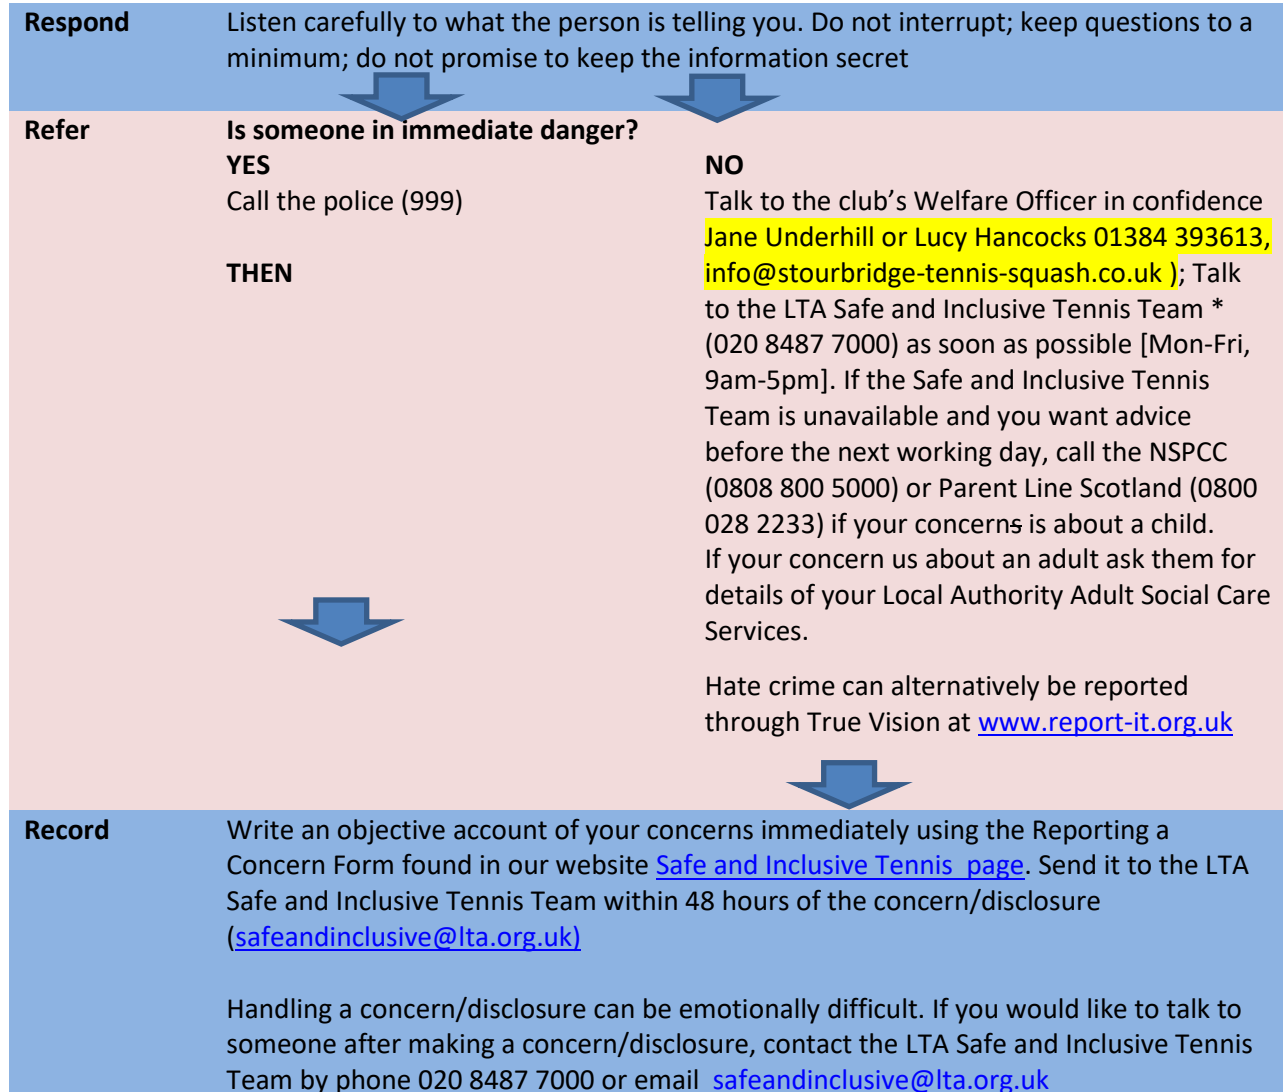 Respond
Listen carefully to what the person is telling you. Do not interrupt; keep questions to a
minimum; do not promise to keep the information secret
Refer
Is someone in immediate danger?
YES
Call the police (999)
THEN
NO
Talk to the club's Welfare Officer in confidence
Jane Underhill or Lucy Hancocks 01384 393613,
info@stourbridge-tennis-squash.co.uk ); Talk
to the LTA Safe and Inclusive Tennis Team *
(020 8487 7000) as soon as possible [Mon-Fri,
9am-5pm]. If the Safe and Inclusive Tennis
Team is unavailable and you want advice
before the next working day, call the NSPCC
(0808 800 5000) or Parent Line Scotland (0800
028 2233) if your concerns is about a child.
If your concern us about an adult ask them for
details of your Local Authority Adult Social Care
Services.
Hate crime can alternatively be reported
through True Vision at www.report-it.org.uk
Record
Write an objective account of your concerns immediately using the Reporting a
Concern Form found in our website Safe and Inclusive Tennis  page. Send it to the LTA
Safe and Inclusive Tennis Team within 48 hours of the concern/disclosure
(safeandinclusive@lta.org.uk)
Handling a concern/disclosure can be emotionally difficult. If you would like to talk to
someone after making a concern/disclosure, contact the LTA Safe and Inclusive Tennis
Team by phone 020 8487 7000 or email  safeandinclusive@lta.org.uk